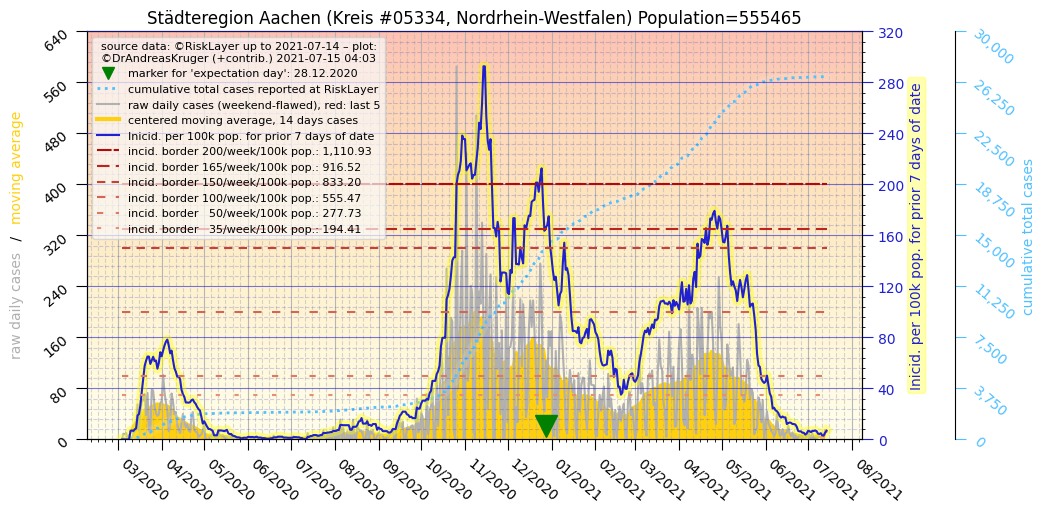 Städteregion Aachen (Kreis #05334, Nordrhein-Westfalen) Population=555465
source data: ©RiskLayer up to 2021-07-14 – plot:
©DrAndreasKruger (+contrib.) 2021-07-15 04:03
marker for 'expectation day': 28.12.2020
cumulative total cases reported at RiskLayer
raw daily cases (weekend-flawed), red: last 5
centered moving average, 14 days cases
Inicid. per 100k pop. for prior 7 days of date
incid. border 200/week/100k pop.: 1,110.93
incid. border 165/week/100k pop.: 916.52
incid. border 150/week/100k pop.: 833.20
incid. border 100/week/100k pop.: 555.47
incid. border   50/week/100k pop.: 277.73
incid. border   35/week/100k pop.: 194.41
raw daily cases / moving average
640
560
480
400
320
240
160
80
0
03/2020
04/2020
05/2020
06/2020
07/2020
08/2020
09/2020
10/2020
11/2020
12/2020
01/2021
02/2021
03/2021
04/2021
05/2021
06/2021
07/2021
08/2021
320
280
240
200
160
120
80
40
0
Inicid. per 100k pop. for prior 7 days of date
30,000
26,250
22,500
18,750
15,000
11,250
7,500
3,750
0
cumulative total cases